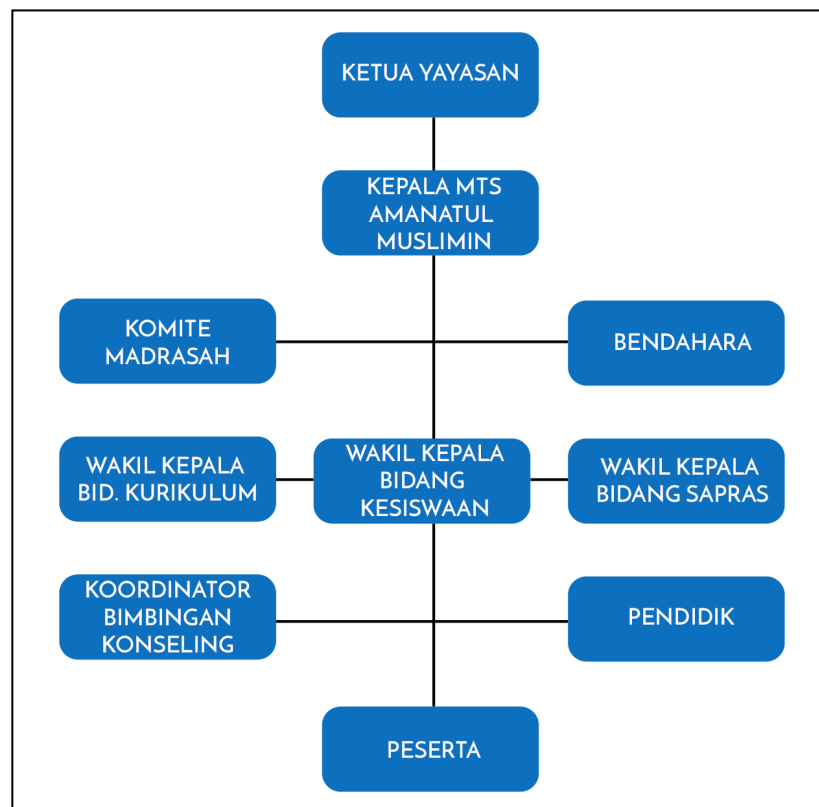 KETUA YAYASAN
KEPALA MTS
AMANATUL
MUSLIMIN
KOMITE
MADRASAH
BENDAHARA
WAKIL KEPALA
BID. KURIKULUM
WAKIL KEPALA
BIDANG
KESISWAAN
WAKIL KEPALA
BIDANG SAPRAS
KOORDINATOR
BIMBINGAN
KONSELING
PENDIDIK
PESERTA